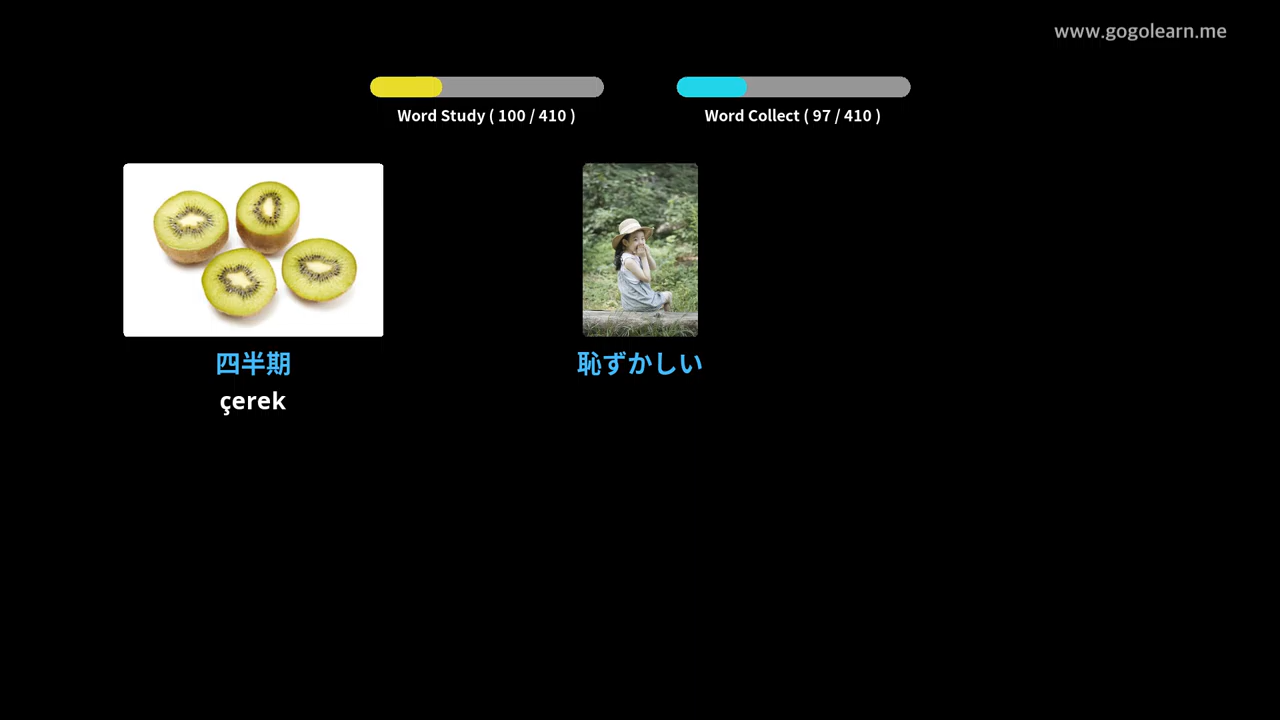 www.gogolearn.me
Word Study ( 100 / 410 )
Word Collect ( 97 / 410 )
四半期
çerek
恥ずかしい